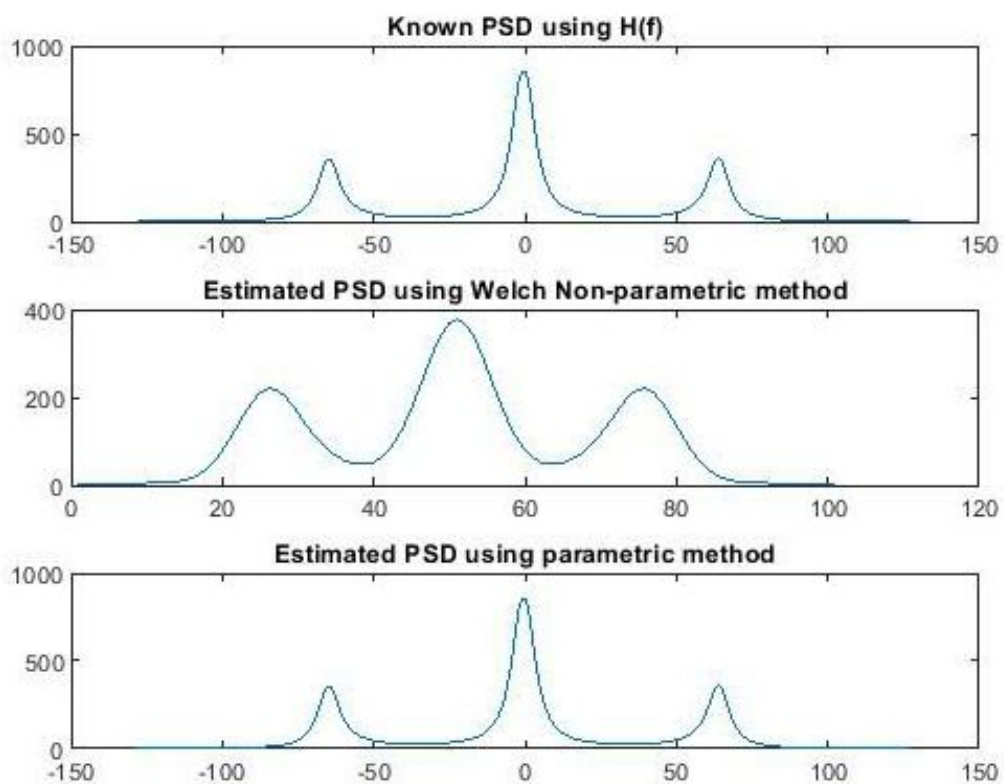 Known PSD using H(f)
1000
500
0
-150 -100 -50 0 50 100 150
Estimated PSD using Welch Non-parametric method
400
200
0
0 20 40 60 80 100 120
Estimated PSD using parametric method
1000
500
0
-150 -100 -50 0 50 100 150